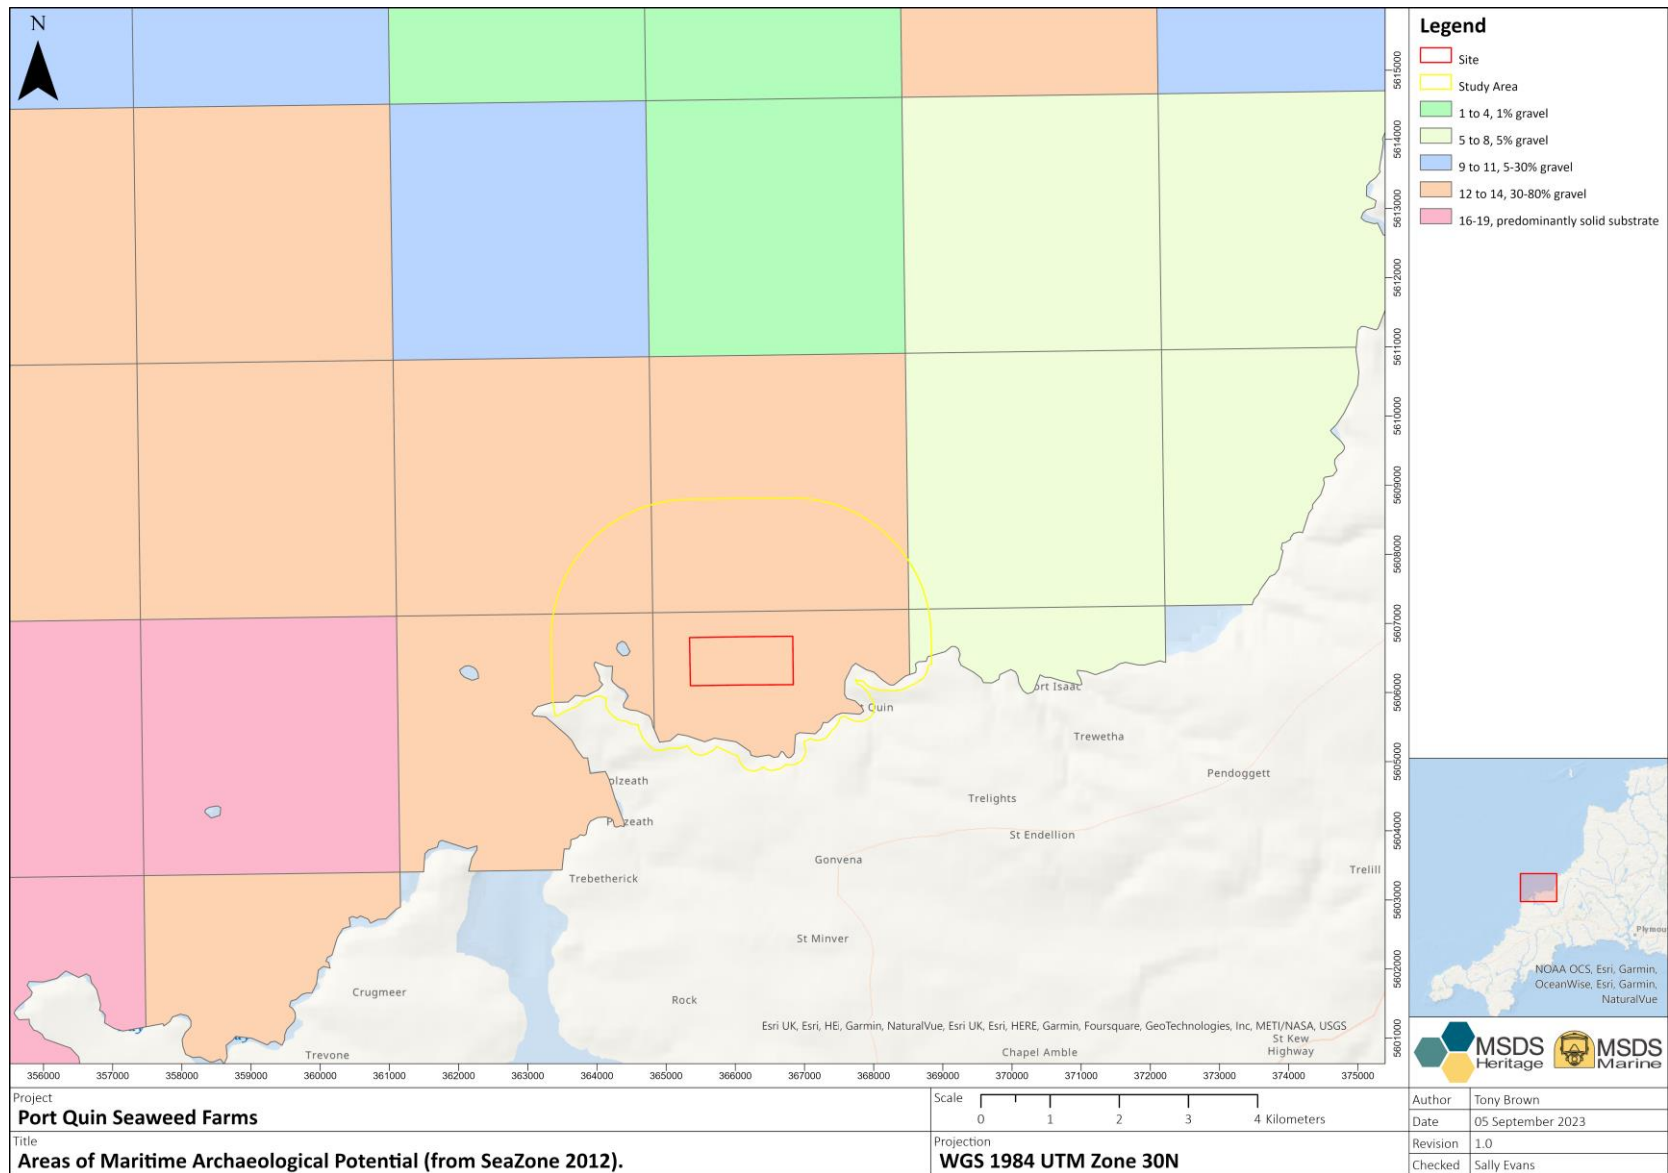 N
Legend
Site
Study Area
1 to 4, 1% gravel
5 to 8, 5% gravel
9 to 11, 5-30% gravel
12 to 14, 30-80% gravel
16-19, predominantly solid substrate
5615000
5614000
5613000
5612000
5611000
5610000
5609000
5608000
5607000
5606000
5605000
5604000
5603000
5602000
5601000
ort Isaac
Quin
Trewetha
Pendoggett
olzeath
Trelights
P zeath
St Endellion
Gonvena
Trelill
Trebetherick
St Minver
Crugmeer
Rock
Esri UK, Esri, HE, Garmin, NaturalVue, Esri UK, Esri, HERE, Garmin, Foursquare, GeoTechnologies, Inc, METI/NASA, USGS
St Kew
Highway
Trevone
Chapel Amble
356000 357000 358000 359000 360000 361000 362000 363000 364000 365000 366000 367000 368000 369000 370000 371000 372000 373000 374000 375000
Plymou
NOAA OCS, Esri, Garmin,
OceanWise, Esri, Garmin,
NaturalVue
MSDS
Heritage
MSDS
Marine
Project
Port Quin Seaweed Farms
Title
Areas of Maritime Archaeological Potential (from SeaZone 2012).
Scale
0 1 2 3 4 Kilometers
Projection
WGS 1984 UTM Zone 30N
Author Tony Brown
Date 05 September 2023
Revision 1.0
Checked Sally Evans